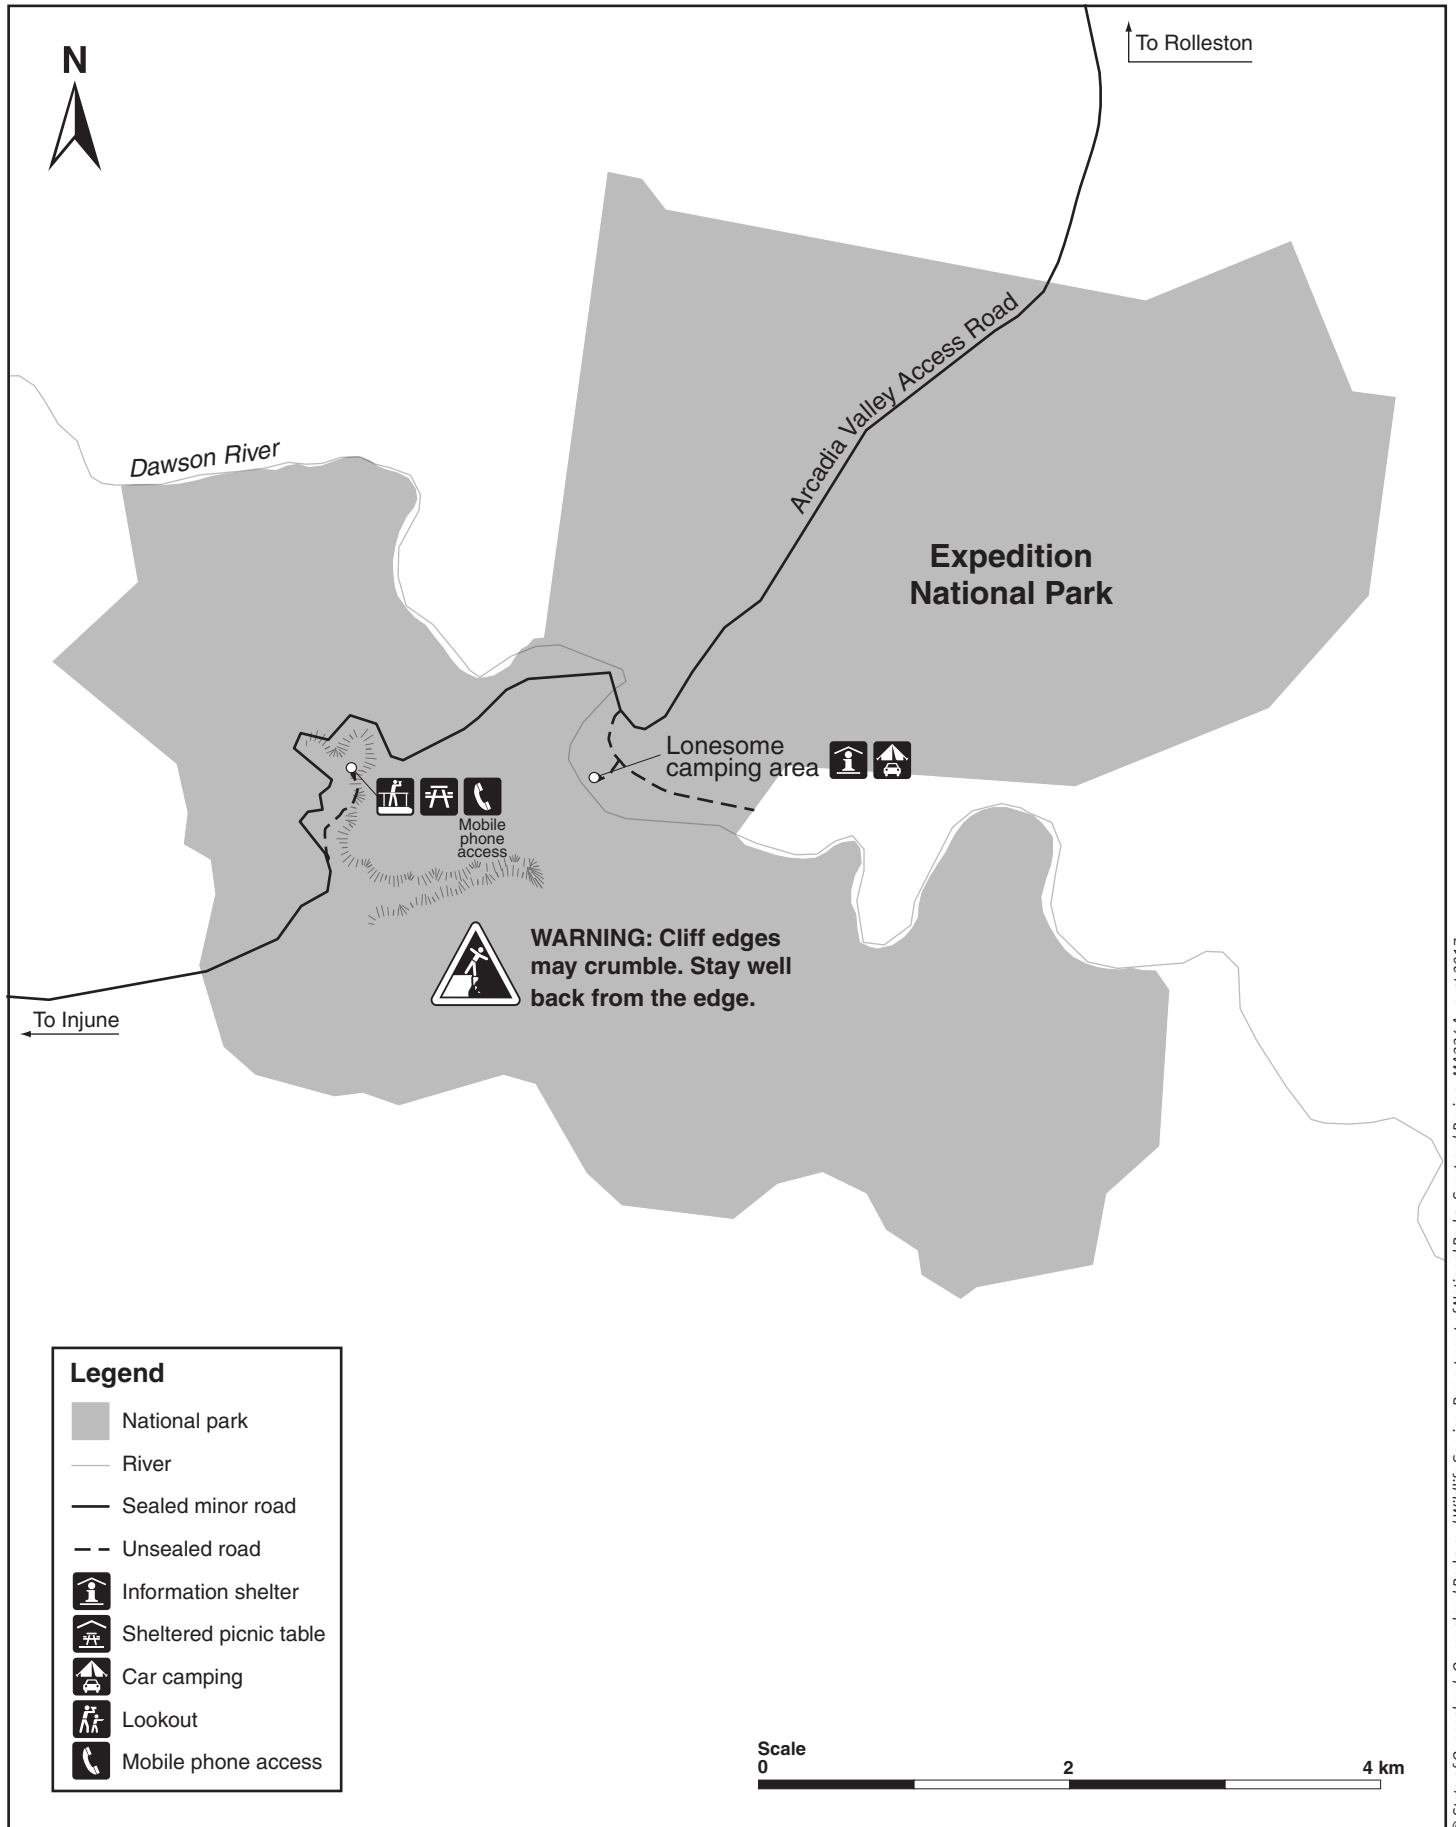 N
To Rolleston
Arcadia Valley Access Road
Dawson River
Expedition
National Park
Lonesome
camping area
Mobile
phone
access
WARNING: Cliff edges
may crumble. Stay well
back from the edge.
To Injune
Legend
National park
River
Sealed minor road
Unsealed road
Information shelter
Sheltered picnic table
Car camping
Lookout
Mobile phone access
Scale
0 2 4 km